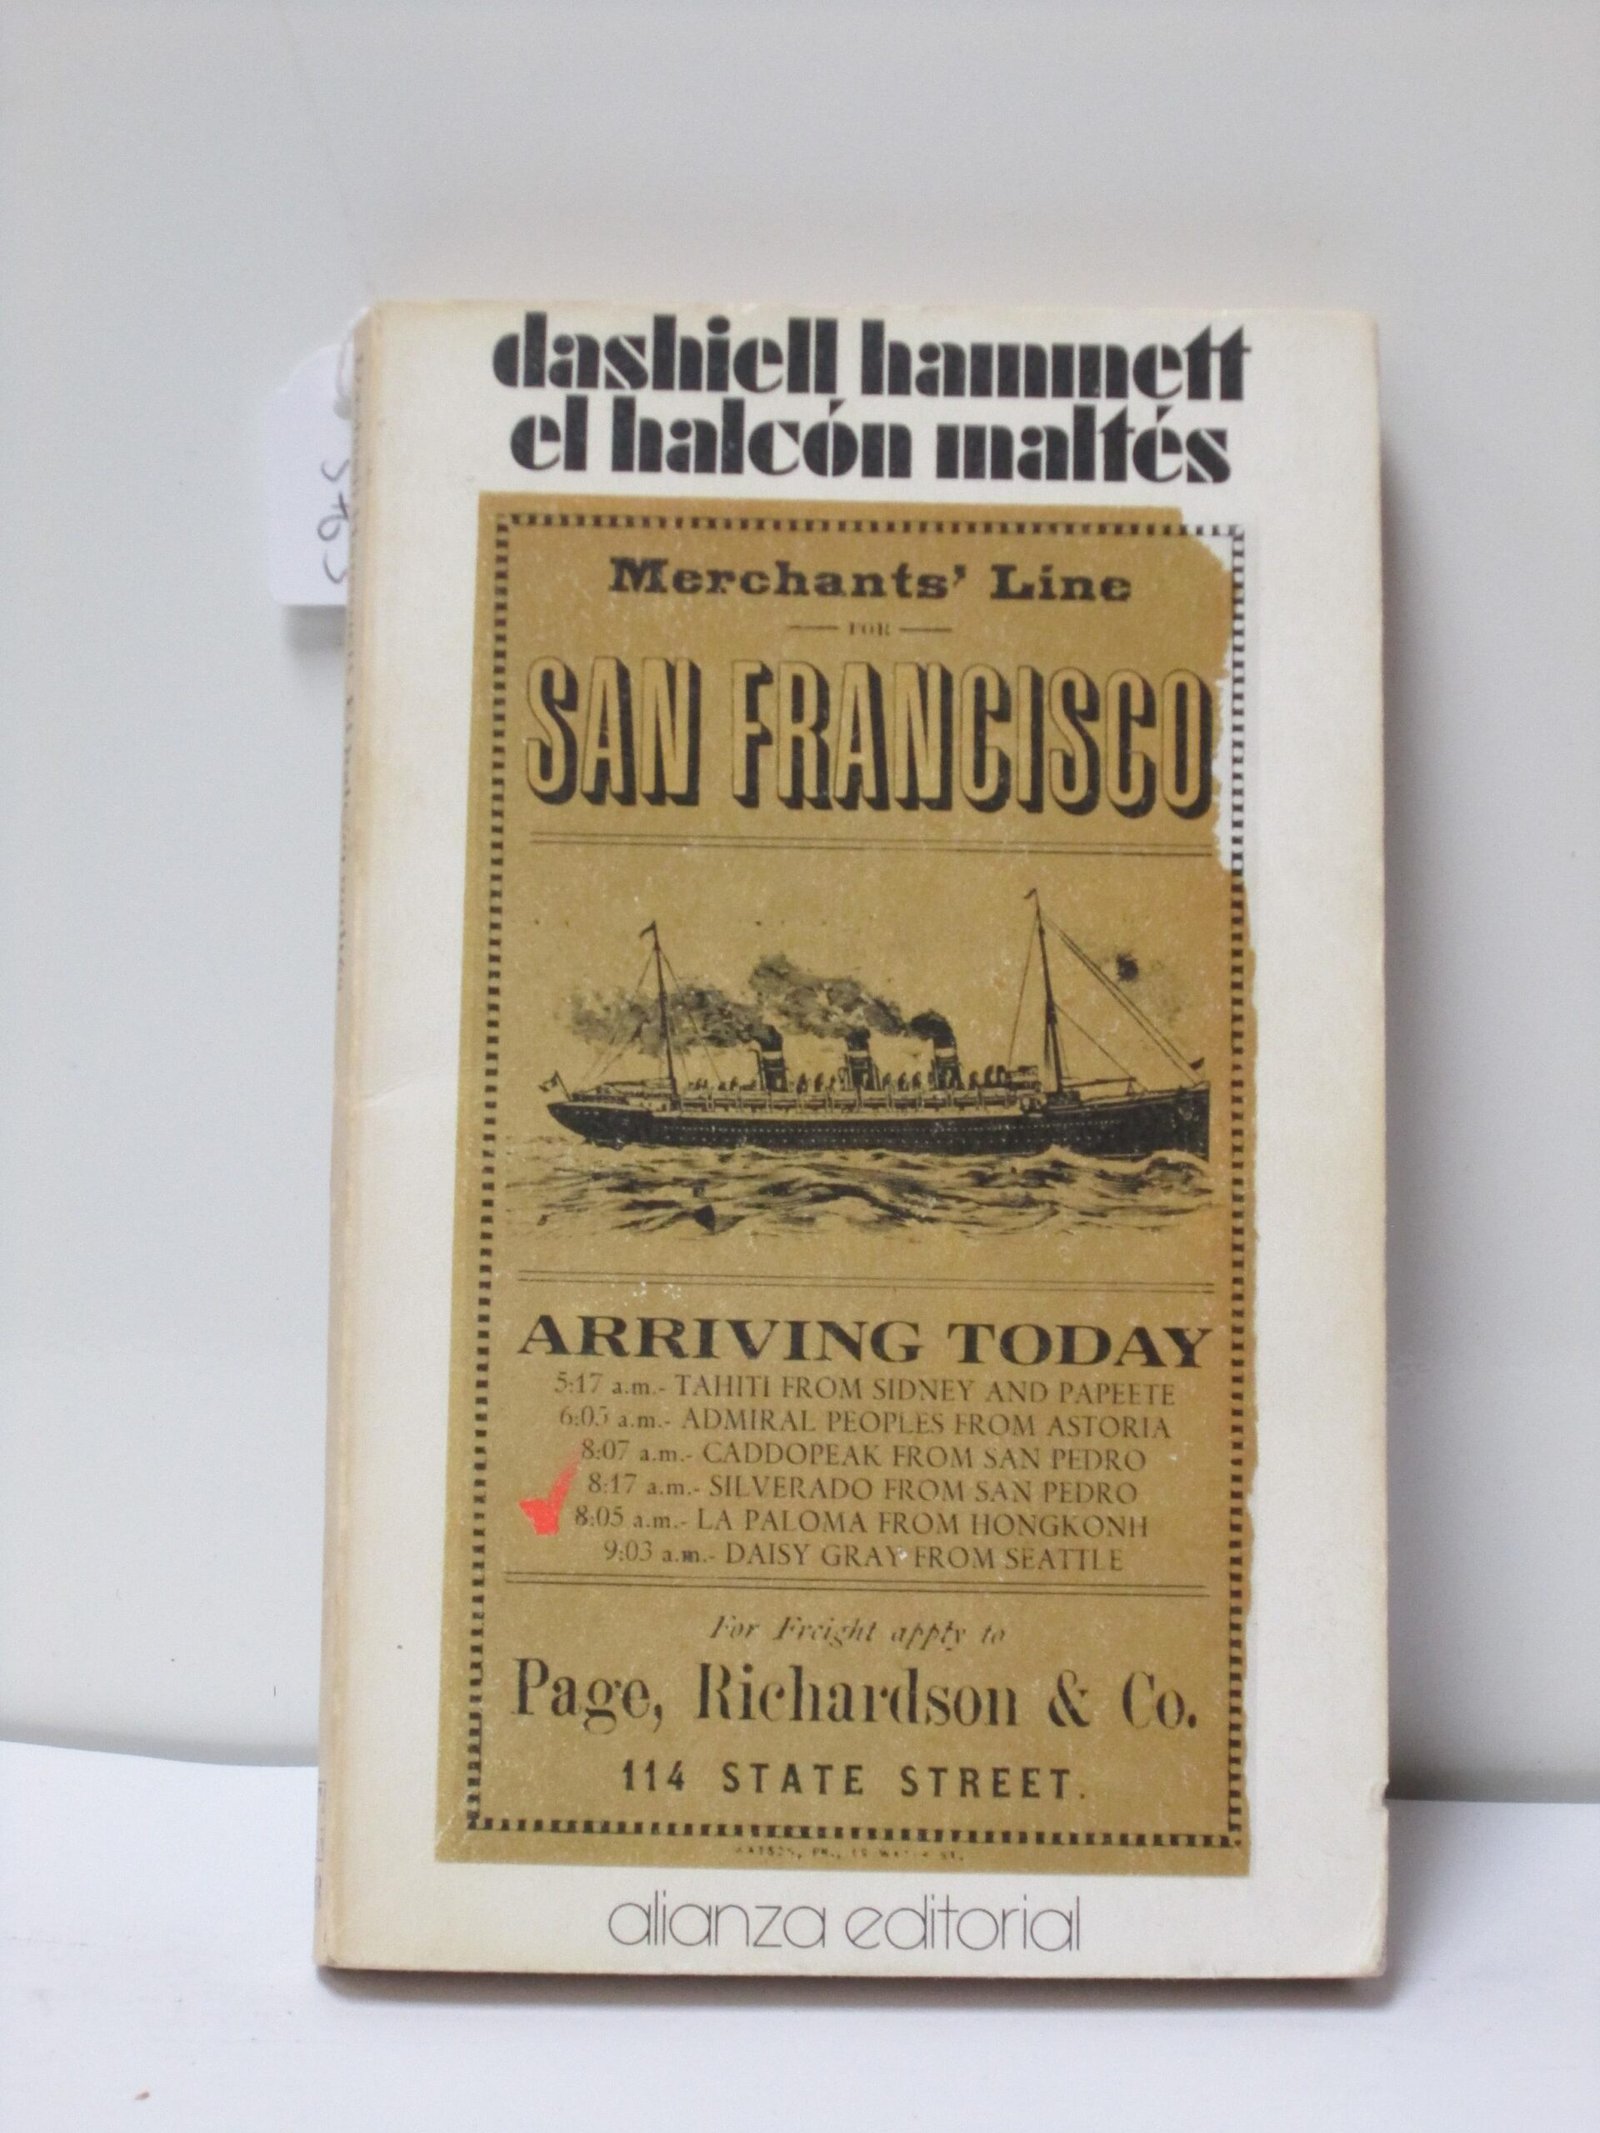 dashiell hammett
el halcón maltés
Merchants' Line
FOR
SAN FRANCISCO
ARRIVING TODAY
5:17 a.m.- TAHITI FROM SIDNEY AND PAPEETE
6:05 a.m.- ADMIRAL PEOPLES FROM ASTORIA
8:07 a.m.- CADDOPEAK FROM SAN PEDRO
8:17 a.m.- SILVERADO FROM SAN PEDRO
8:05 a.m.- LA PALOMA FROM HONGKONH
9:03 a.m.- DAISY GRAY FROM SEATTLE
For Freight apply to
Page, Richardson & Co.
114 STATE STREET.
alianza editorial